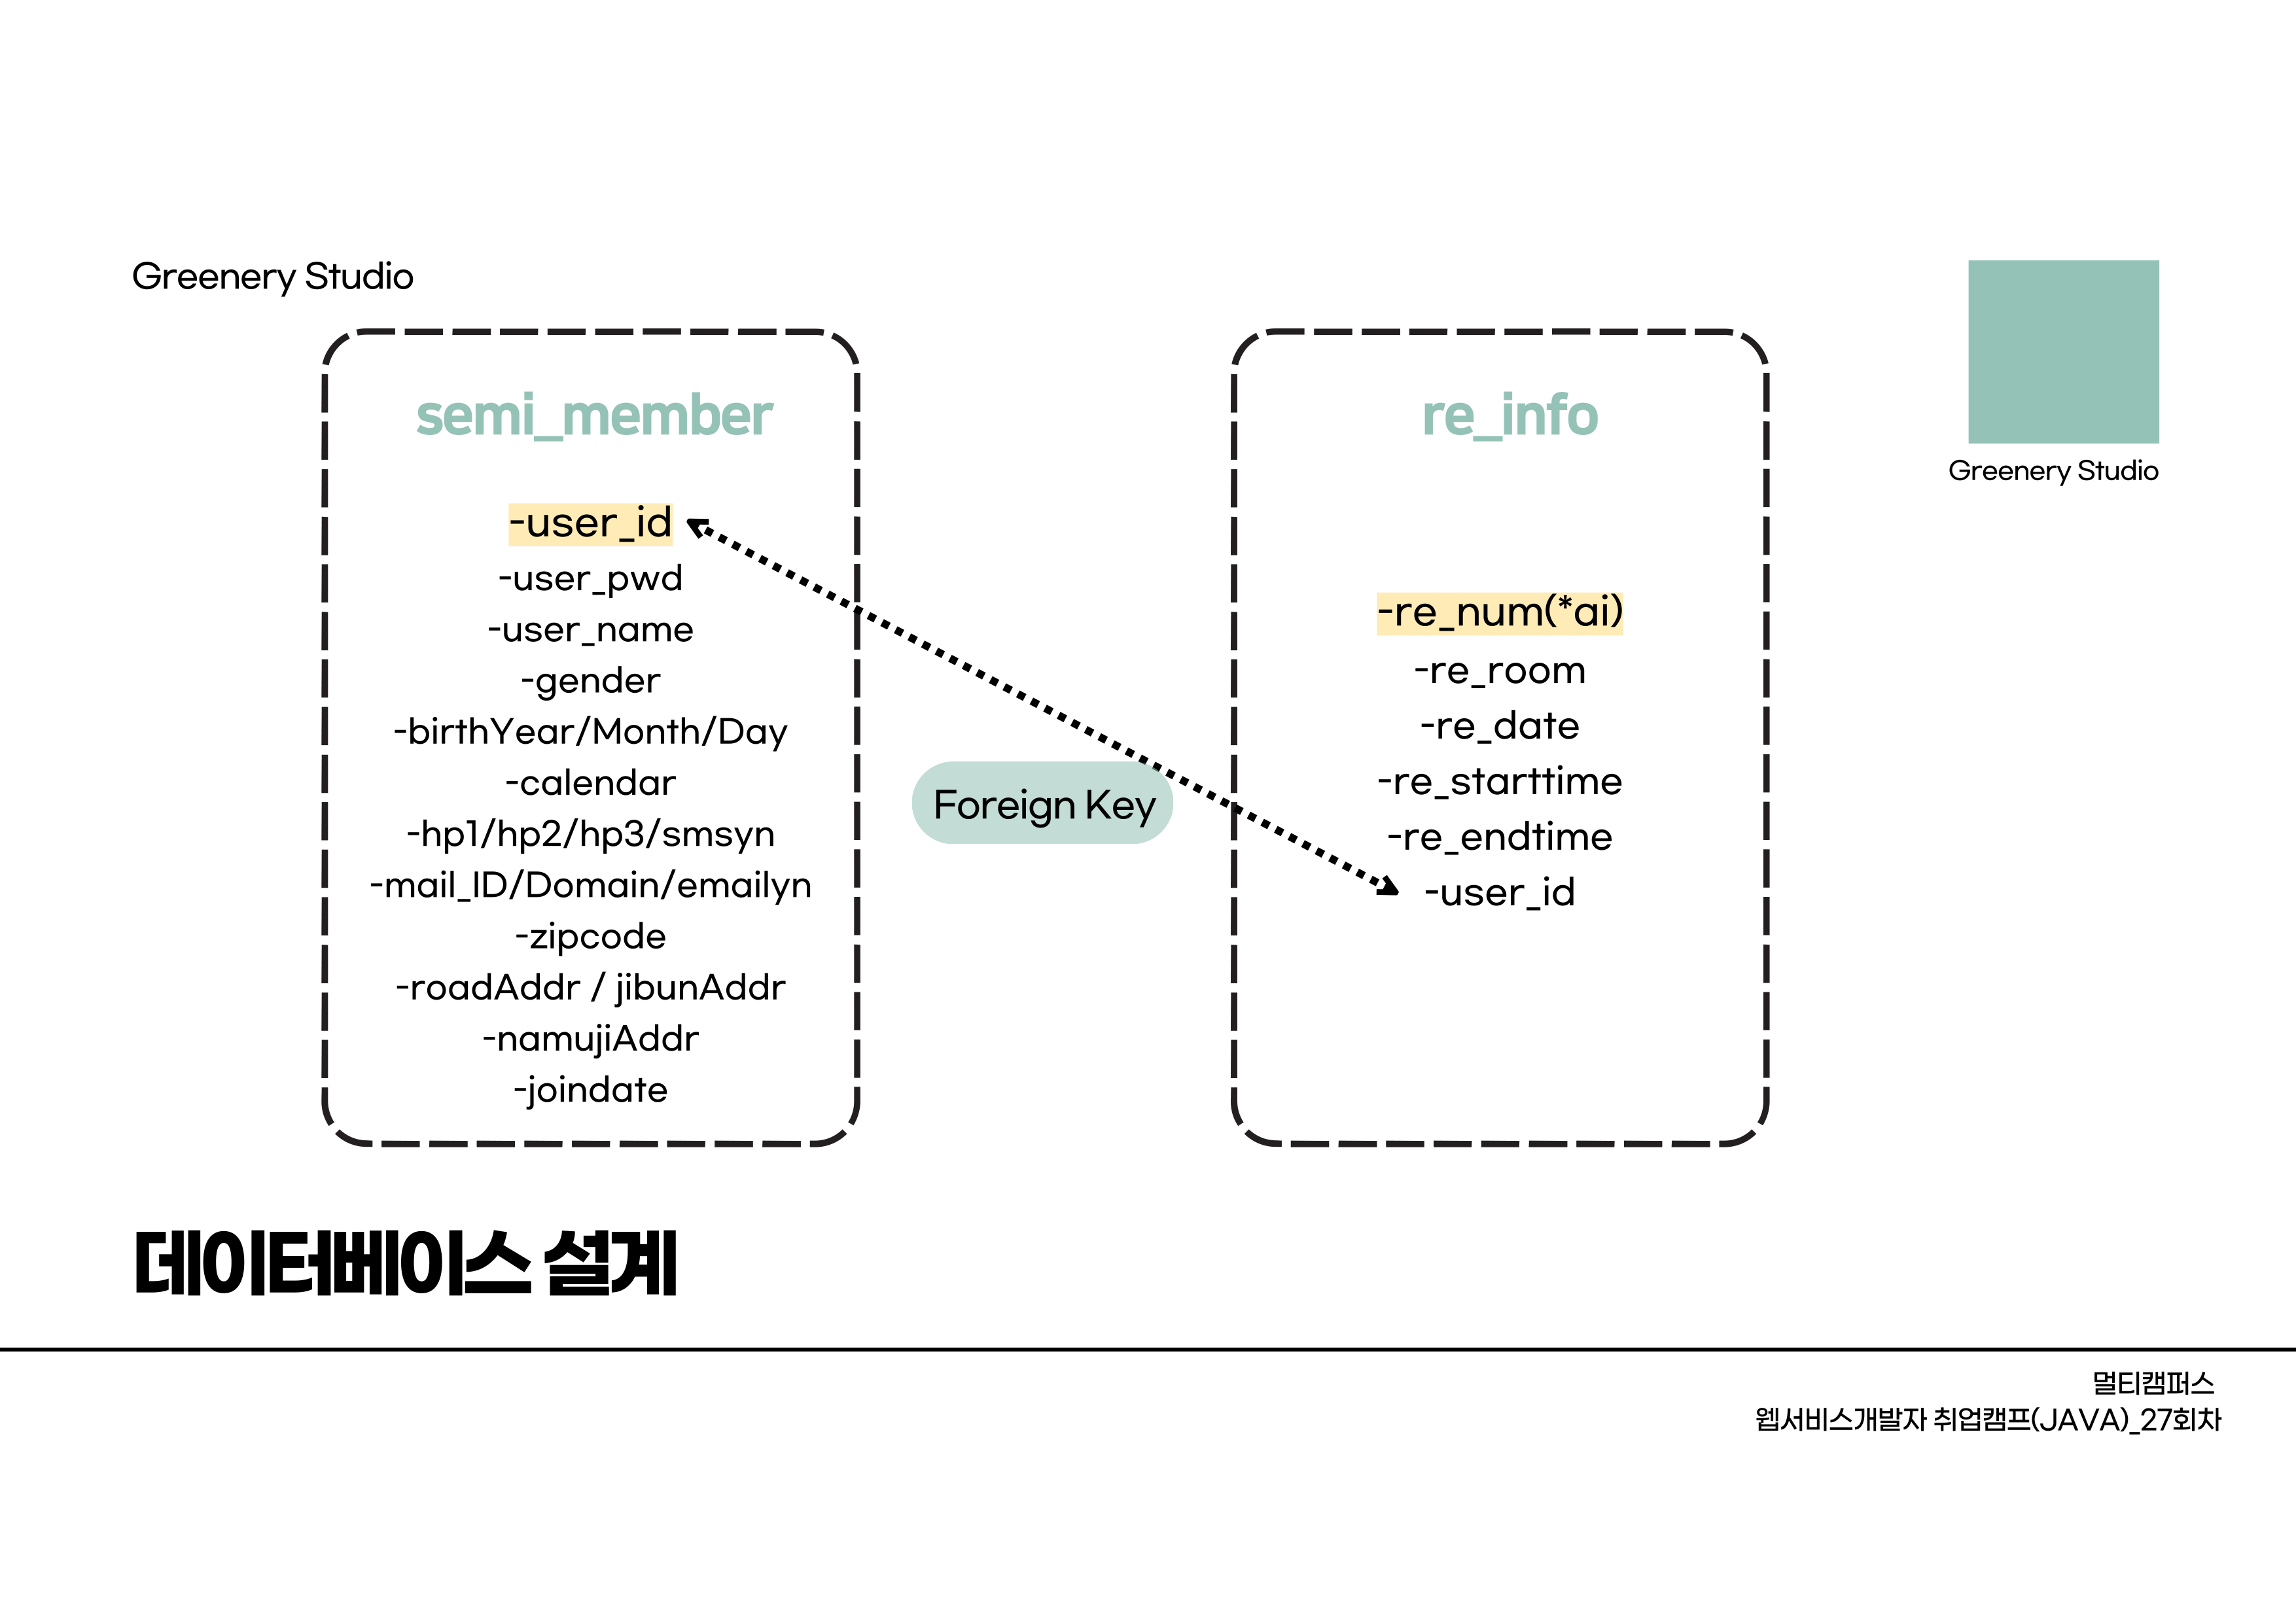 Greenery Studio
semi_member
-user_id
-user_pwd
-user_name
-gender
-birthYear/Month/Day
-calendar
-hp1/hp2/hp3/smsyn
-mail_ID/Domain/emailyn
-zipcode
-roadAddr / jibunAddr
-namujiAddr
-joindate
Foreign Key
re_info
-re_num(*ai)
-re_room
-re_date
-re_starttime
-re_endtime
-user_id
Greenery Studio
데이터베이스 설계
멀티캠퍼스
웹서비스개발자 취업캠프(JAVA)_27회차